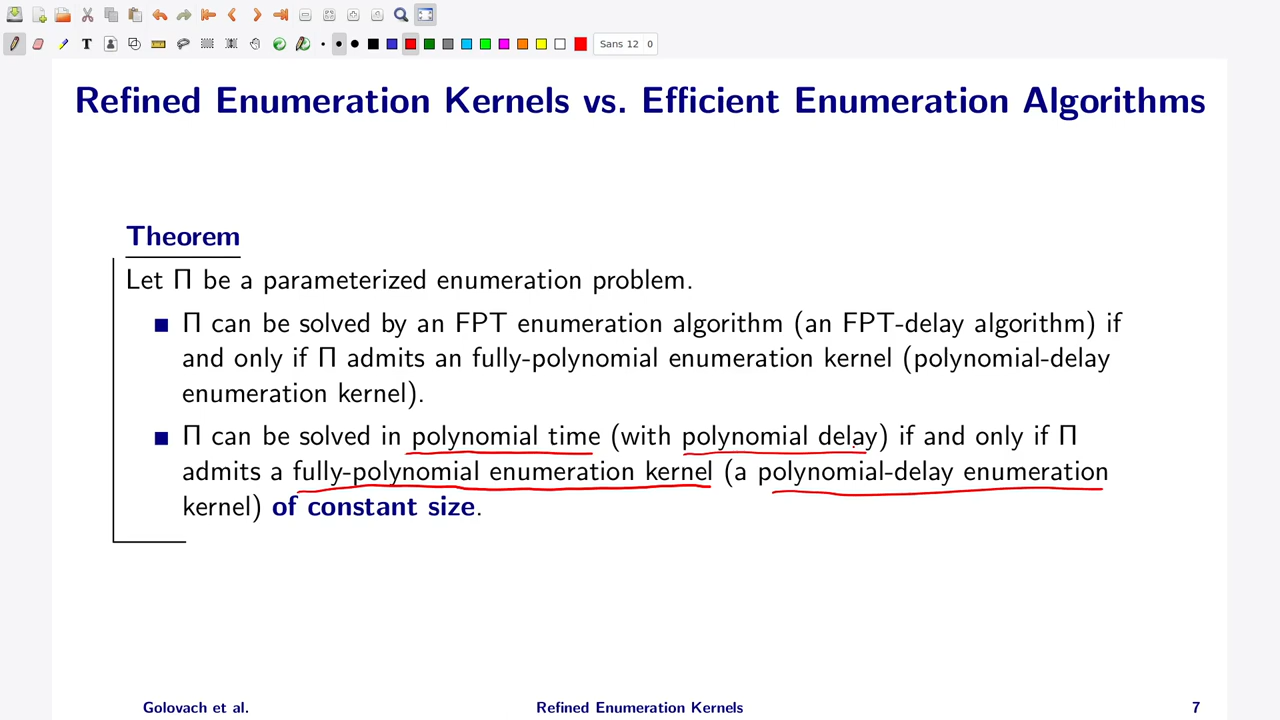 Sans 12 0
Refined Enumeration Kernels vs. Efficient Enumeration Algorithms
Theorem
Let Π be a parameterized enumeration problem.
Π can be solved by an FPT enumeration algorithm (an FPT-delay algorithm) if
and only if Π admits an fully-polynomial enumeration kernel (polynomial-delay
enumeration kernel).
Π can be solved in polynomial time (with polynomial delay) if and only if Π
admits a fully-polynomial enumeration kernel (a polynomial-delay enumeration
kernel) of constant size.
Golovach et al. Refined Enumeration Kernels 7